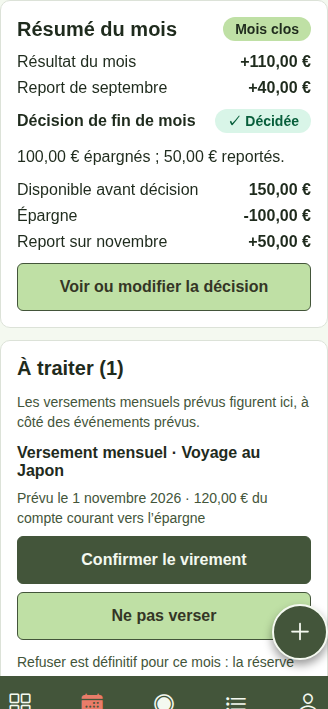 Résumé du mois
Mois clos
Résultat du mois +110,00 €
Report de septembre +40,00 €
Décision de fin de mois
✓ Décidée
100,00 € épargnés ; 50,00 € reportés.
Disponible avant décision 150,00 €
Épargne -100,00 €
Report sur novembre +50,00 €
Voir ou modifier la décision
À traiter (1)
Les versements mensuels prévus figurent ici, à
côté des événements prévus.
Versement mensuel · Voyage au
Japon
Prévu le 1 novembre 2026 · 120,00 € du
compte courant vers l’épargne
Confirmer le virement
Ne pas verser
Refuser est définitif pour ce mois : la réserve